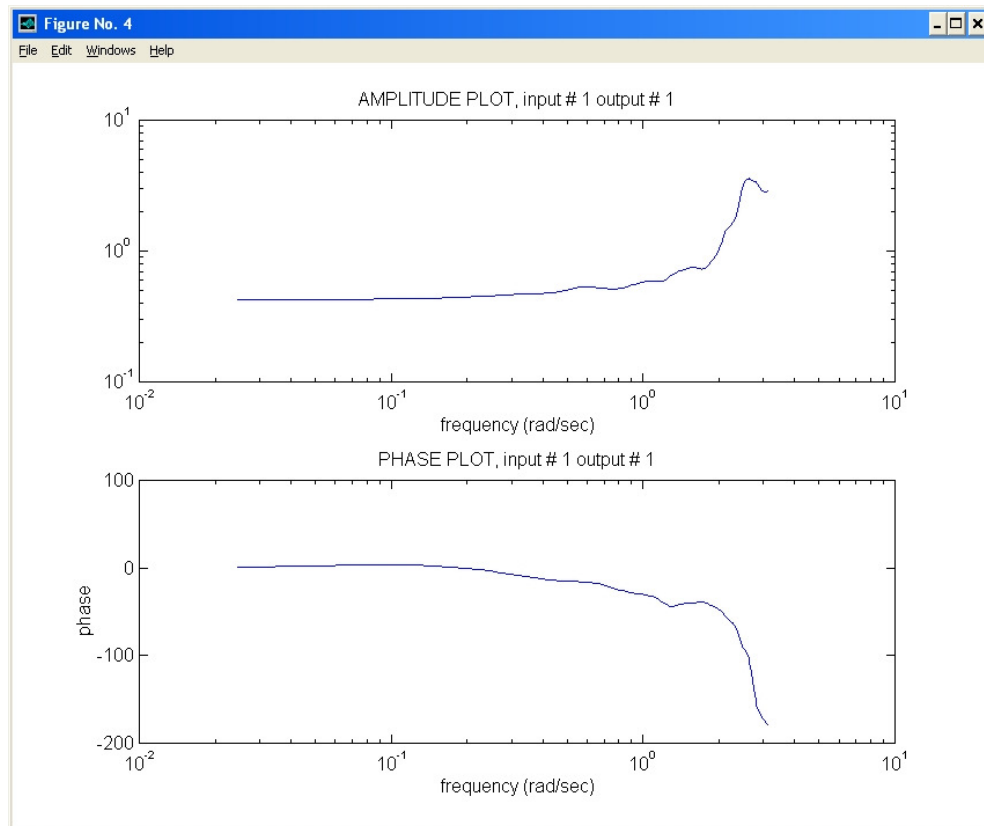 Figure No. 4
File Edit Windows Help
AMPLITUDE PLOT, input # 1 output # 1
10^1
10^0
10^-1
10^-2 10^-1 10^0 10^1
frequency (rad/sec)
PHASE PLOT, input # 1 output # 1
100
0
-100
-200
phase
10^-2 10^-1 10^0 10^1
frequency (rad/sec)